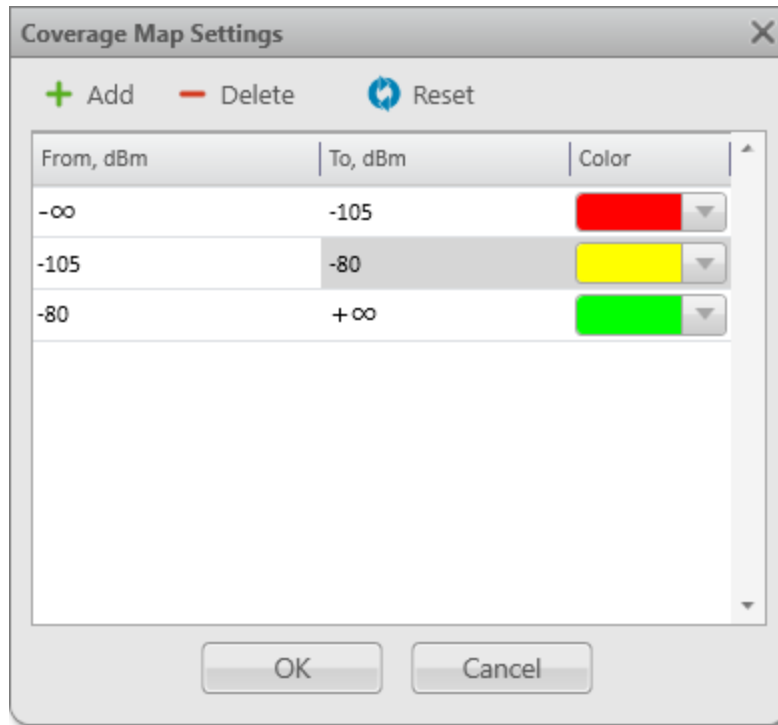 Coverage Map Settings
Add Delete Reset
From, dBm To, dBm Color
-∞ -105
-105 -80
-80 +∞
OK Cancel